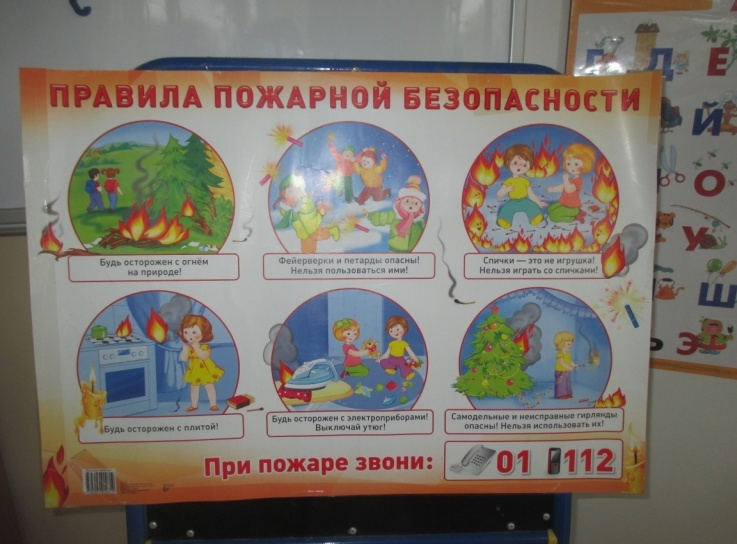 ПРАВИЛА ПОЖАРНОЙ БЕЗОПАСНОСТИ
Будь осторожен с огнём
на природе!
Фейерверки и петарды опасны!
Нельзя пользоваться ими!
Спички — это не игрушка!
Нельзя играть со спичками!
Будь осторожен с плитой!
Будь осторожен с электроприборами!
Выключай утюг!
Самодельные и неисправные гирлянды
опасны! Нельзя использовать их!
При пожаре звони:
01
112
Г Д Е
Й
О
У
Ш
Э